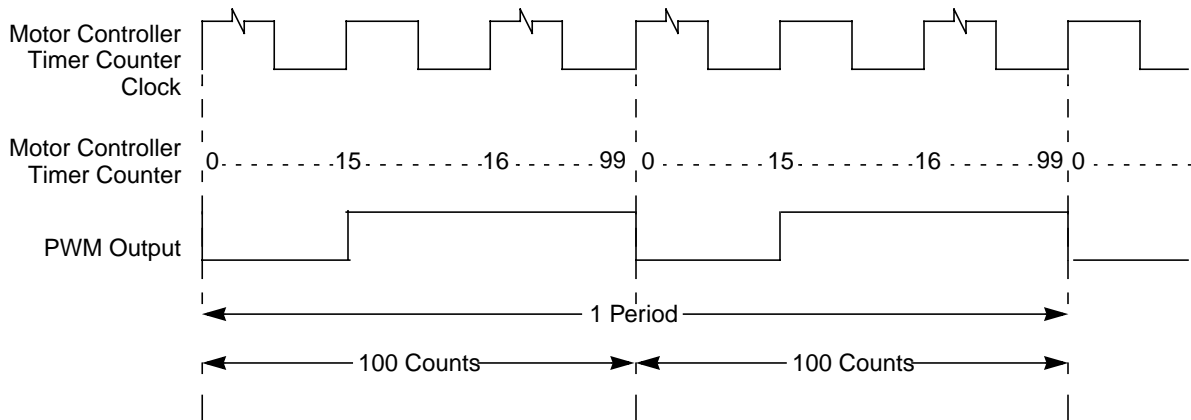 Motor Controller
Timer Counter
Clock
Motor Controller
Timer Counter
0 15 16 99 0 15 16 99 0
PWM Output
1 Period
100 Counts 100 Counts